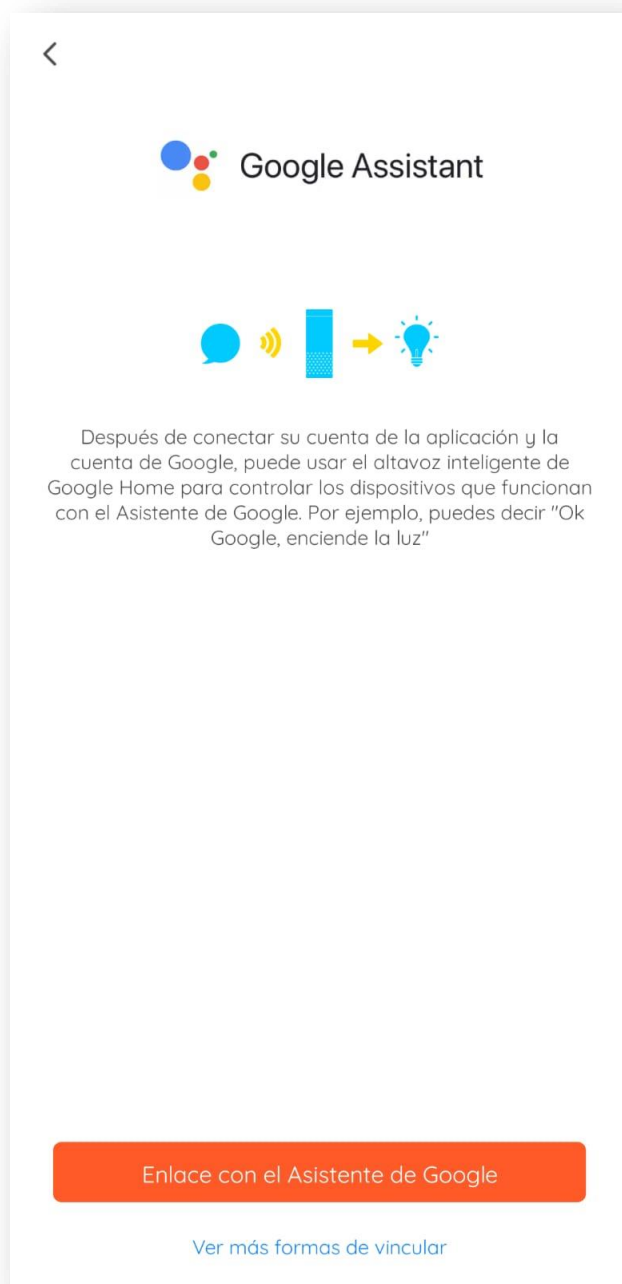 Google Assistant
Después de conectar su cuenta de la aplicación y la
cuenta de Google, puede usar el altavoz inteligente de
Google Home para controlar los dispositivos que funcionan
con el Asistente de Google. Por ejemplo, puedes decir "Ok
Google, enciende la luz"
Enlace con el Asistente de Google
Ver más formas de vincular